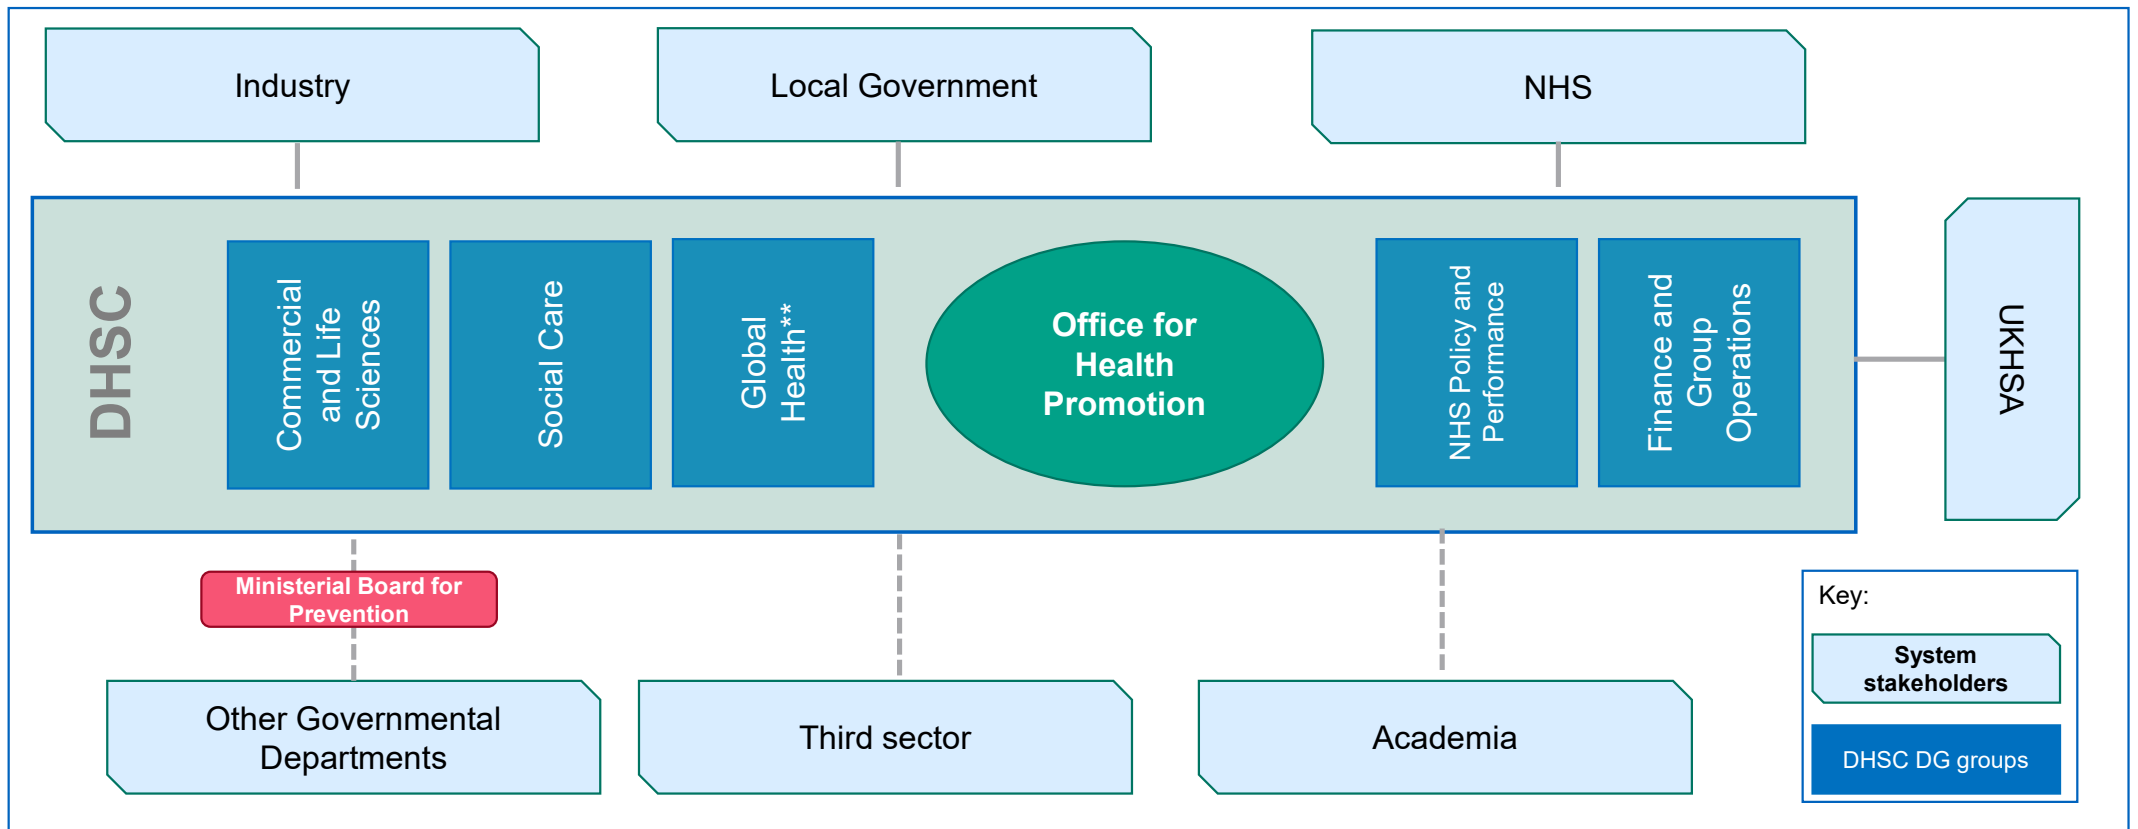 Industry
Local Government
NHS
DHSC
Commercial
and Life
Sciences
Social Care
Global
Health**
Office for
Health
Promotion
NHS Policy and
Performance
Finance and
Group
Operations
UKHSA
Ministerial Board for
Prevention
Other Governmental
Departments
Third sector
Academia
Key:
System
stakeholders
DHSC DG groups